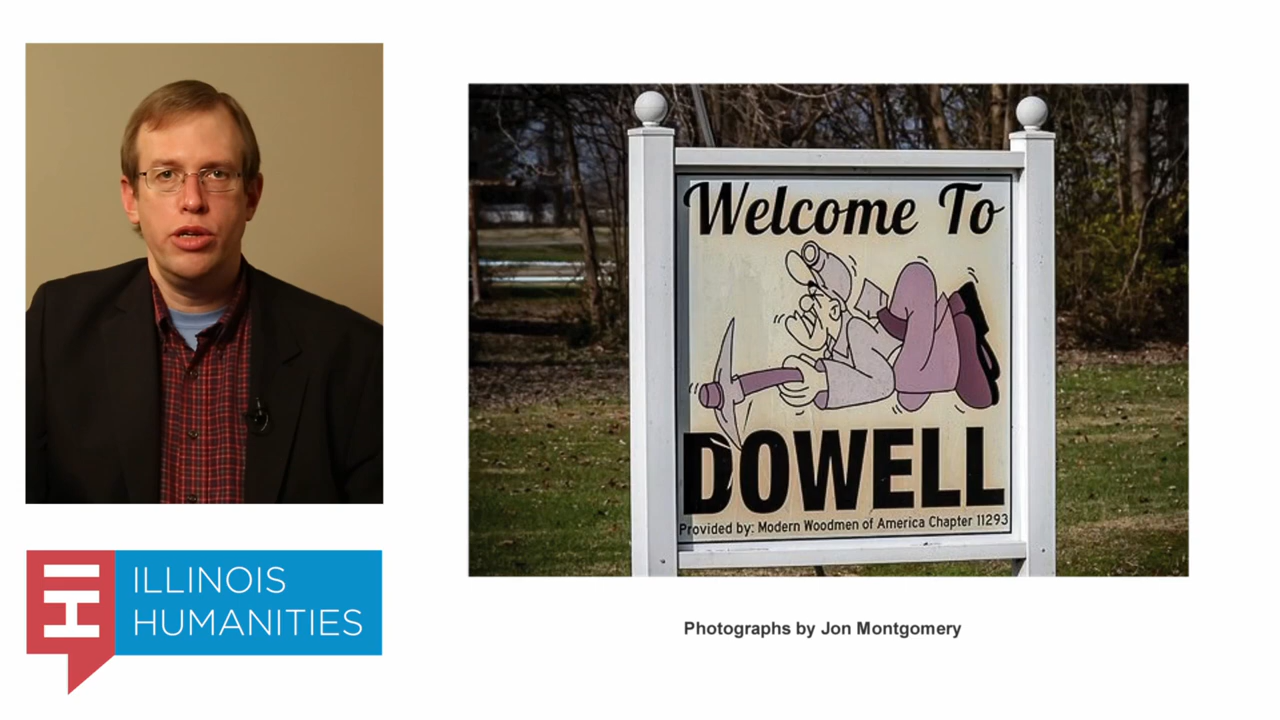 Welcome To
DOWELL
Provided by: Modern Woodmen of America Chapter 11293
ILLINOIS
HUMANITIES
Photographs by Jon Montgomery